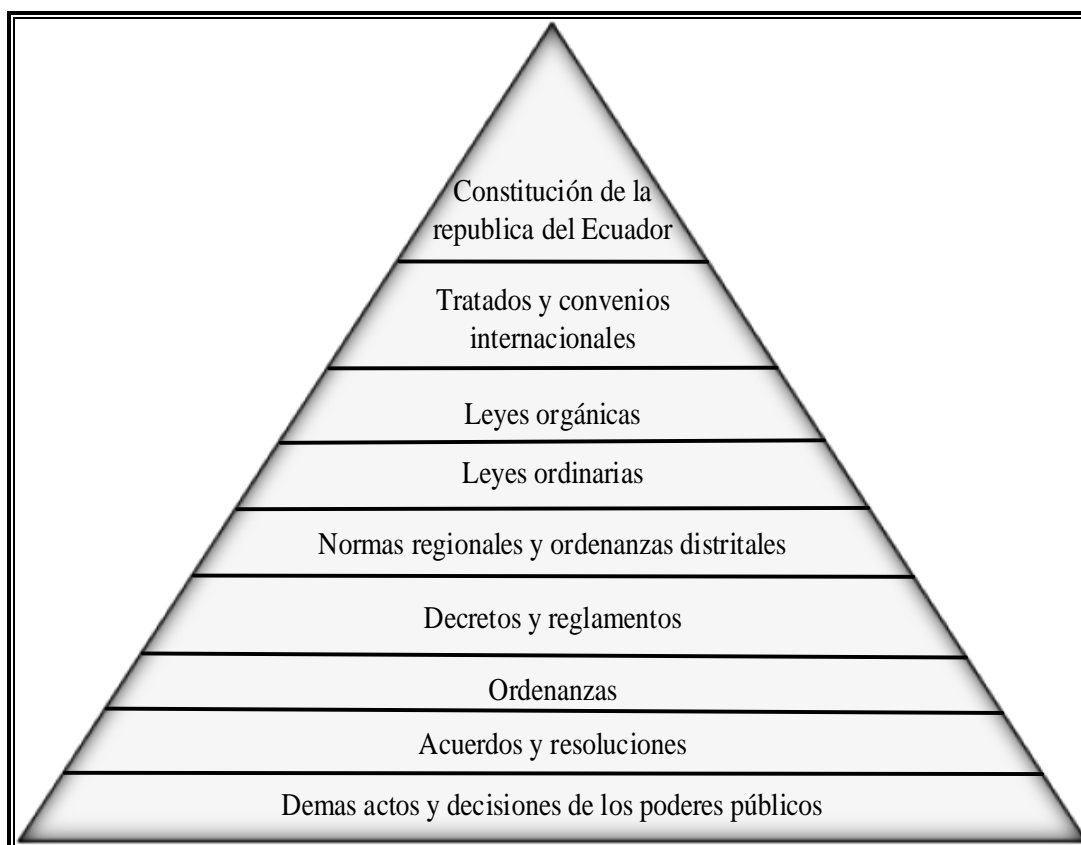 Constitución de la
republica del Ecuador
Tratados y convenios
internacionales
Leyes orgánicas
Leyes ordinarias
Normas regionales y ordenanzas distritales
Decretos y reglamentos
Ordenanzas
Acuerdos y resoluciones
Demas actos y decisiones de los poderes públicos